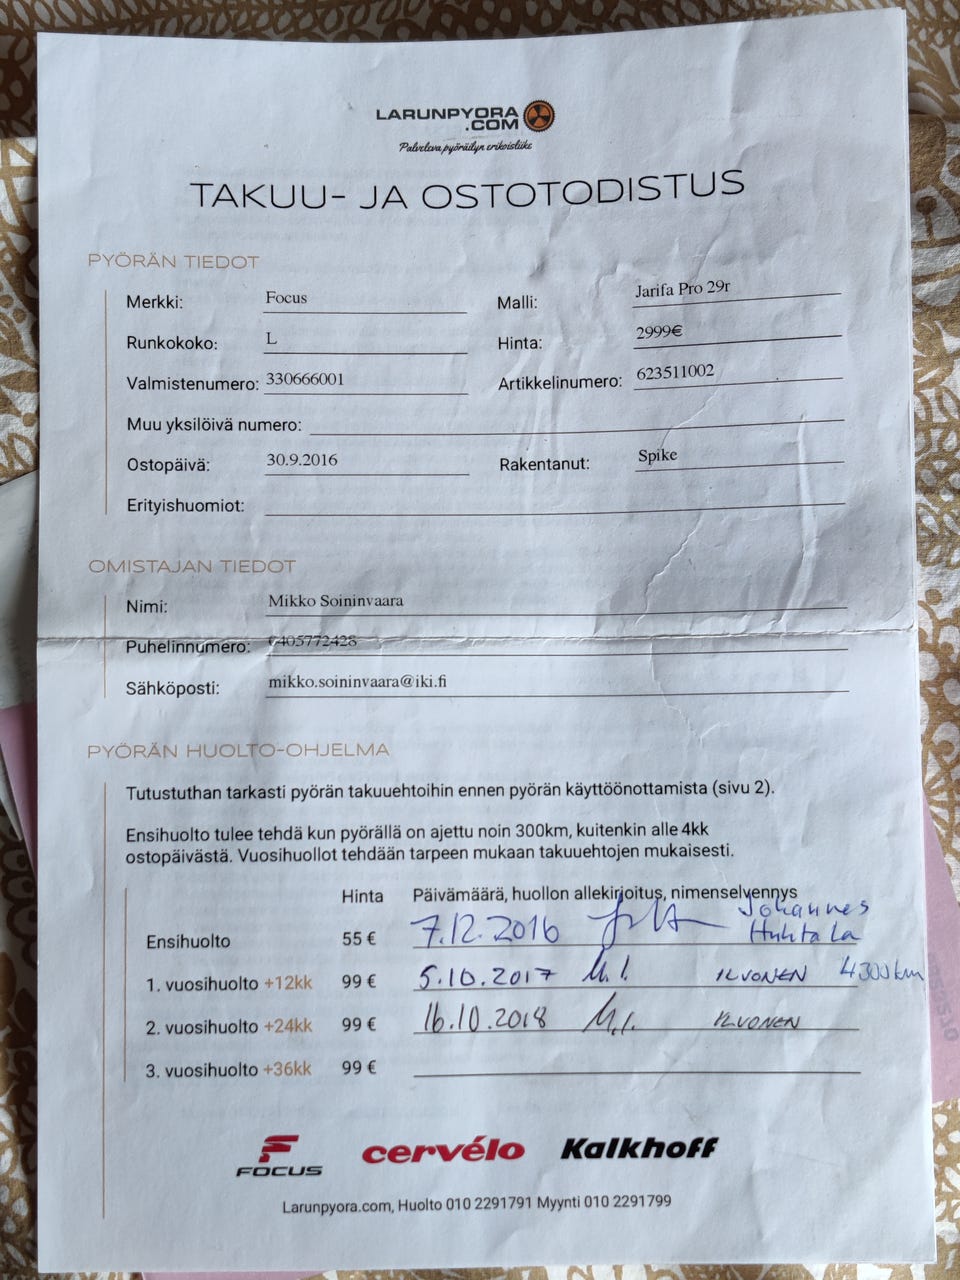 LARUNPYORA
.COM
Palveleva pyöräilyn erikoisliike
TAKUU- JA OSTOTODISTUS
PYÖRÄN TIEDOT
Merkki: Focus Malli: Jarifa Pro 29r
Runkokoko: L Hinta: 2999€
Valmistenumero: 330666001 Artikkelinumero: 623511002
Muu yksilöivä numero:
Ostopäivä: 30.9.2016 Rakentanut: Spike
Erityishuomiot:
OMISTAJAN TIEDOT
Nimi: Mikko Soininvaara
Puhelinnumero: 0405772428
Sähköposti: mikko.soininvaara@iki.fi
PYÖRÄN HUOLTO-OHJELMA
Tutustuthan tarkasti pyörän takuuehtoihin ennen pyörän käyttöönottamista (sivu 2).
Ensihuolto tulee tehdä kun pyörällä on ajettu noin 300km, kuitenkin alle 4kk
ostopäivästä. Vuosihuollot tehdään tarpeen mukaan takuuehtojen mukaisesti.
Hinta Päivämäärä, huollon allekirjoitus, nimenselvennys
Ensihuolto 55 € 7.12.2016 Johannes Huhtala
1. vuosihuolto +12kk 99 € 5.10.2017 M.I. ILVONEN 4300km
2. vuosihuolto +24kk 99 € 16.10.2018 M.I. ILVONEN
3. vuosihuolto +36kk 99 €
FOCUS cervélo Kalkhoff
Larunpyora.com, Huolto 010 2291791 Myynti 010 2291799